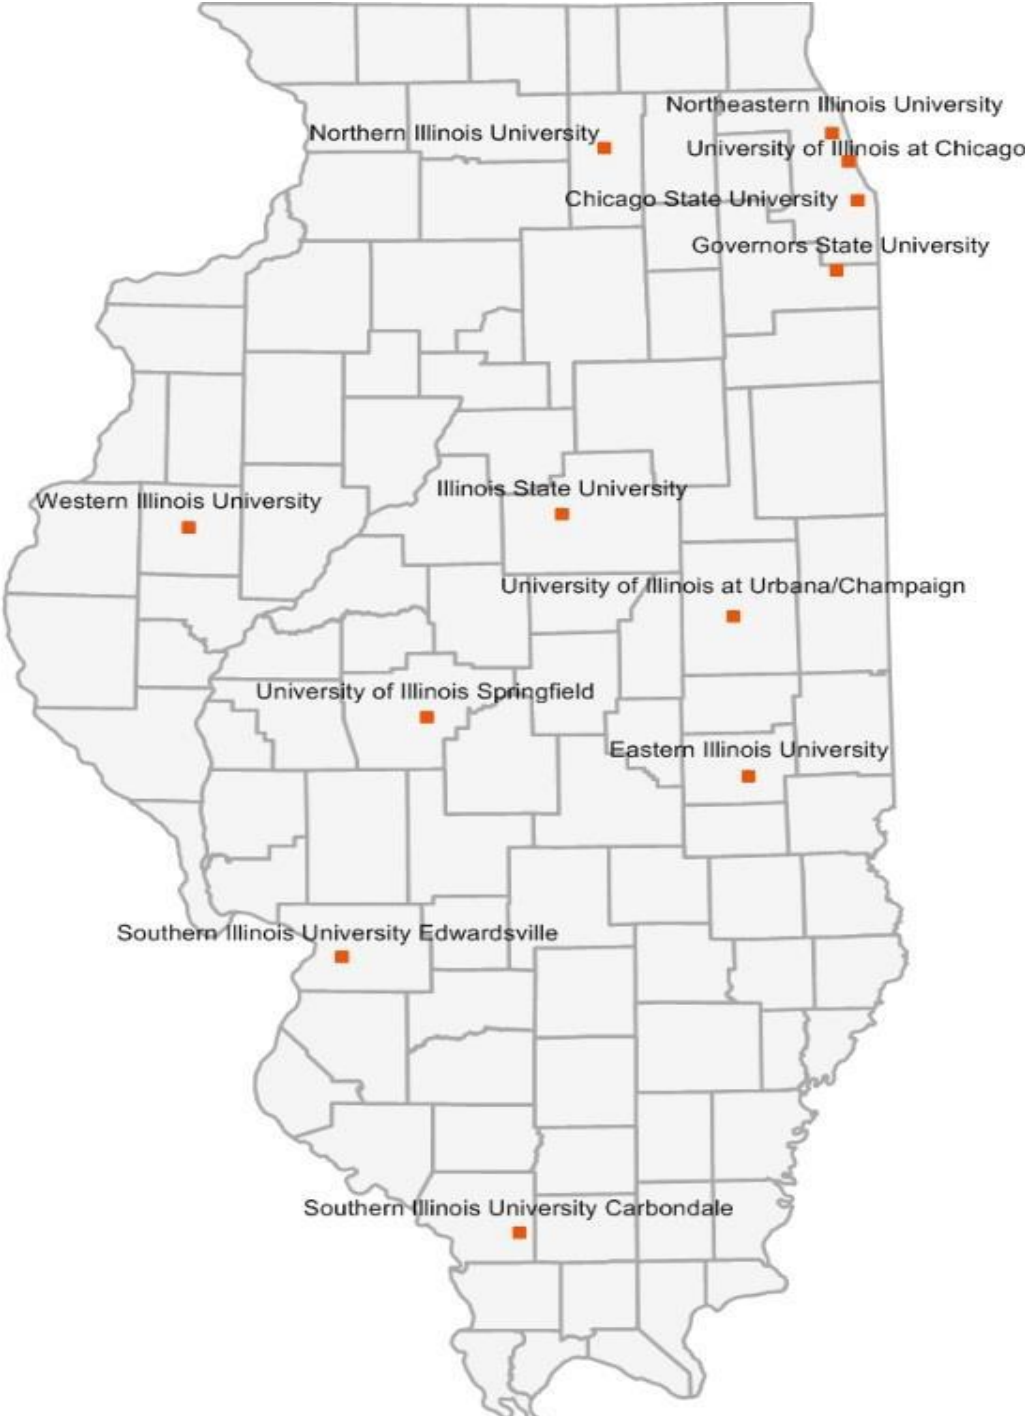 Northeastern Illinois University
Northern Illinois University
University of Illinois at Chicago
Chicago State University
Governors State University
Illinois State University
Western Illinois University
University of Illinois at Urbana/Champaign
University of Illinois Springfield
Eastern Illinois University
Southern Illinois University Edwardsville
Southern Illinois University Carbondale